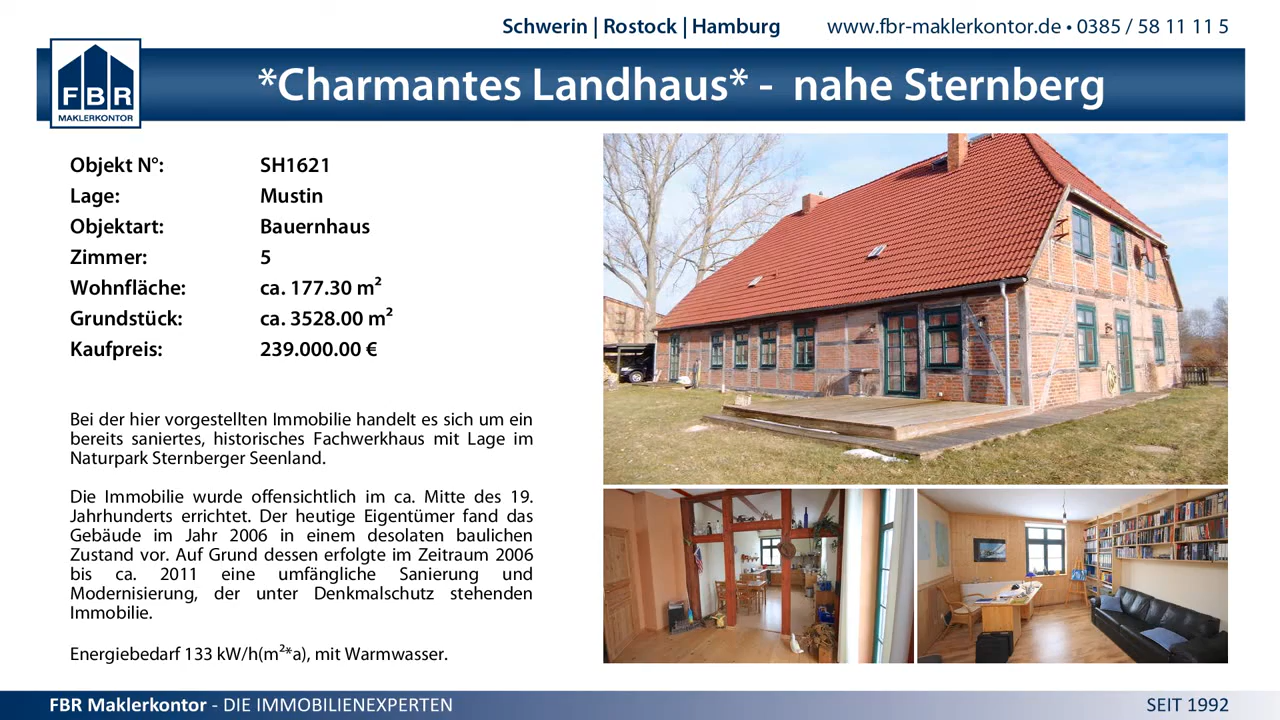 Schwerin | Rostock | Hamburg www.fbr-maklerkontor.de • 0385 / 58 11 11 5
FBR
MAKLERKONTOR
*Charmantes Landhaus* - nahe Sternberg
Objekt N°: SH1621
Lage: Mustin
Objektart: Bauernhaus
Zimmer: 5
Wohnfläche: ca. 177.30 m²
Grundstück: ca. 3528.00 m²
Kaufpreis: 239.000.00 €
Bei der hier vorgestellten Immobilie handelt es sich um ein
bereits saniertes, historisches Fachwerkhaus mit Lage im
Naturpark Sternberger Seenland.
Die Immobilie wurde offensichtlich im ca. Mitte des 19.
Jahrhunderts errichtet. Der heutige Eigentümer fand das
Gebäude im Jahr 2006 in einem desolaten baulichen
Zustand vor. Auf Grund dessen erfolgte im Zeitraum 2006
bis ca. 2011 eine umfängliche Sanierung und
Modernisierung, der unter Denkmalschutz stehenden
Immobilie.
Energiebedarf 133 kW/h(m²*a), mit Warmwasser.
FBR Maklerkontor - DIE IMMOBILIENEXPERTEN SEIT 1992